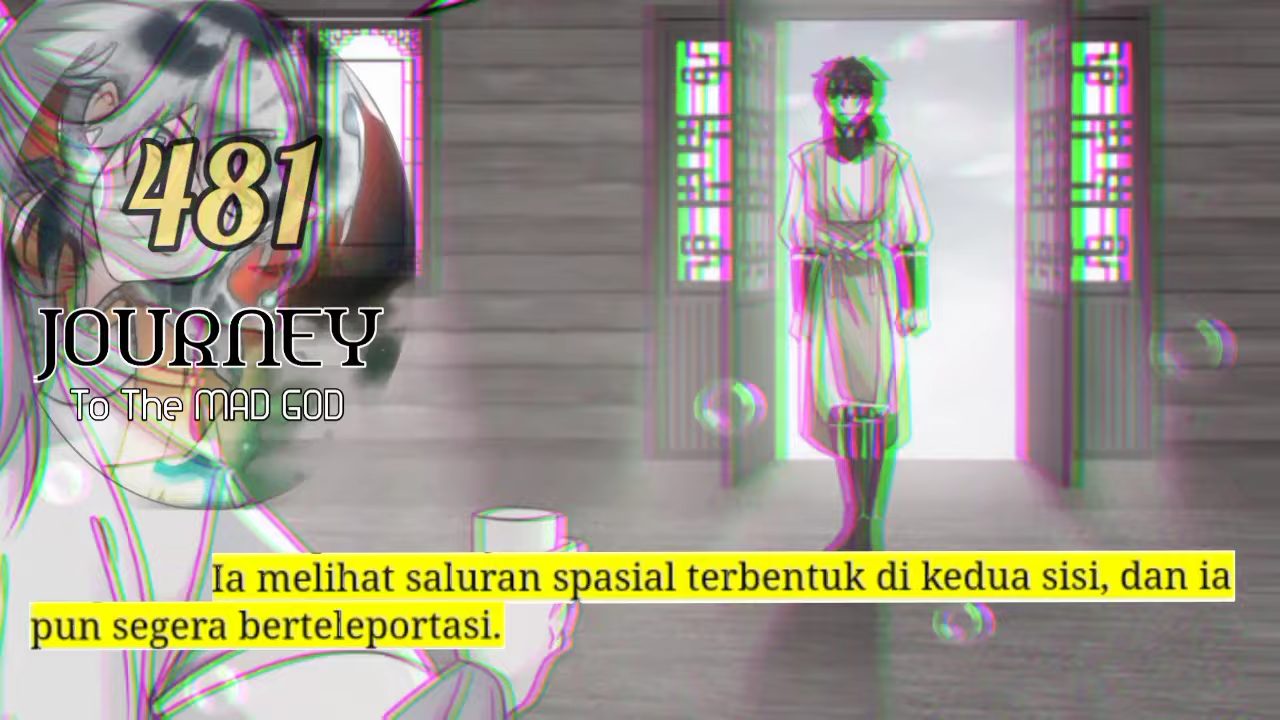 481
JOURNEY
To The MAD GOD
Ia melihat saluran spasial terbentuk di kedua sisi, dan ia
pun segera berteleportasi.